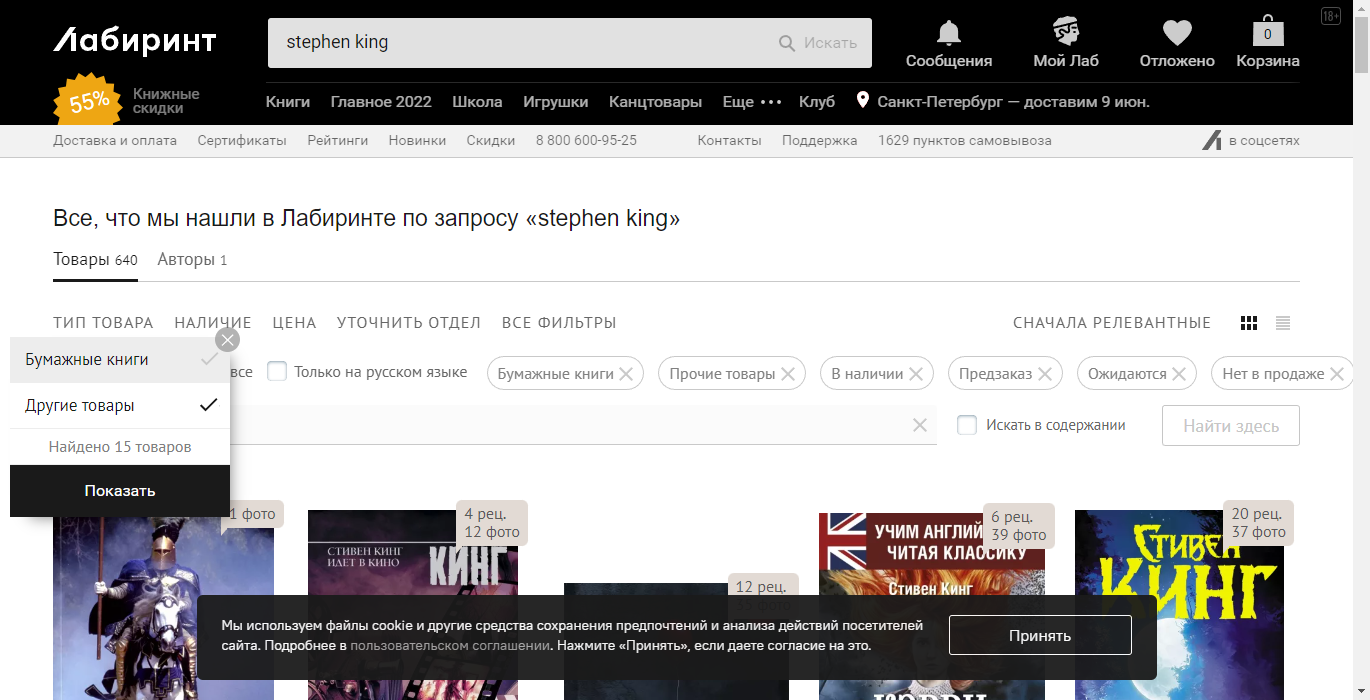 18+
Лабиринт
stephen king
Искать
Сообщения
Мой Лаб
Отложено
0
Корзина
55%
Книжные
скидки
Книги Главное 2022 Школа Игрушки Канцтовары Еще ••• Клуб Санкт-Петербург — доставим 9 июн.
Доставка и оплата Сертификаты Рейтинги Новинки Скидки 8 800 600-95-25 Контакты Поддержка 1629 пунктов самовывоза в соцсетях
Все, что мы нашли в Лабиринте по запросу «stephen king»
Товары 640 Авторы 1
ТИП ТОВАРА НАЛИЧИЕ ЦЕНА УТОЧНИТЬ ОТДЕЛ ВСЕ ФИЛЬТРЫ СНАЧАЛА РЕЛЕВАНТНЫЕ
Бумажные книги
все Только на русском языке Бумажные книги Прочие товары В наличии Предзаказ Ожидаются Нет в продаже
Другие товары
Искать в содержании Найти здесь
Найдено 15 товаров
Показать
1 фото
4 рец.
12 фото
СТИВЕН КИНГ
ИДЕТ В КИНО
КИНГ
12 рец.
6 рец.
39 фото
УЧИМ АНГЛИЙ
ЧИТАЯ КЛАССИКУ
Стивен Кинг
20 рец.
37 фото
СТИВЕН
КИНГ
Мы используем файлы cookie и другие средства сохранения предпочтений и анализа действий посетителей
сайта. Подробнее в пользовательском соглашении. Нажмите «Принять», если даете согласие на это.
Принять